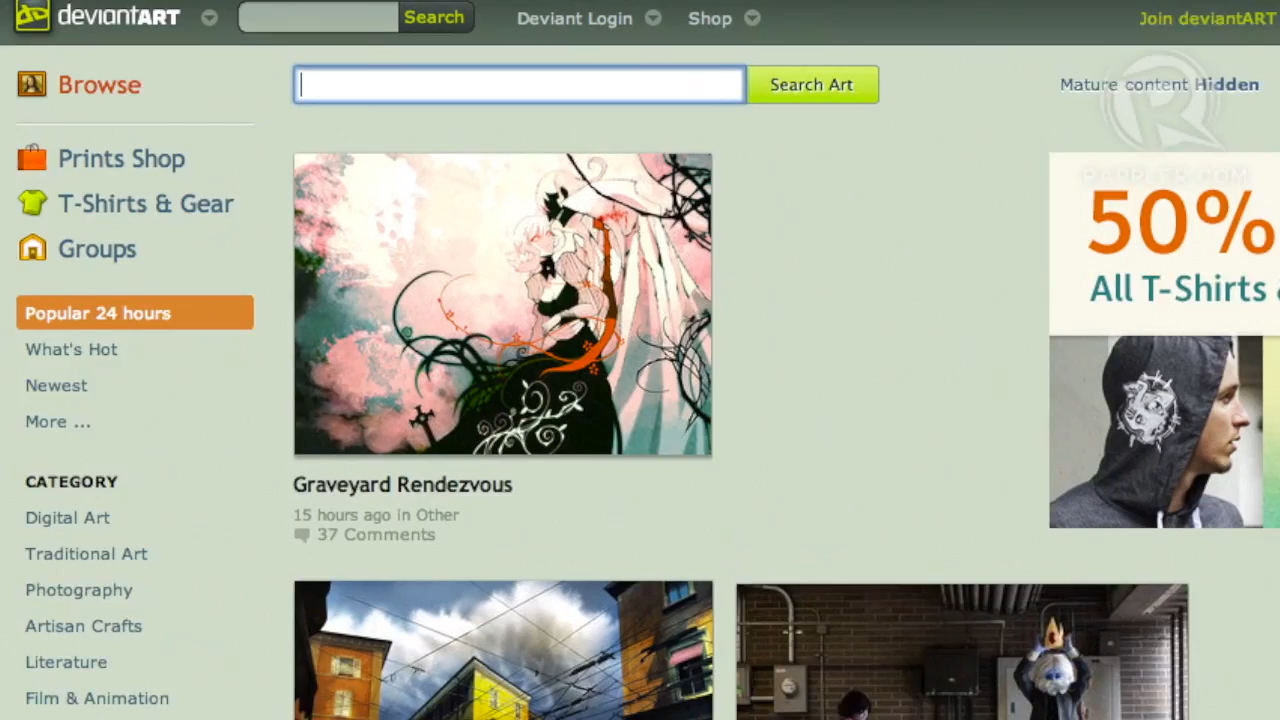 deviantART
Search
Deviant Login
Shop
Join deviantART
Browse
Search Art
Mature content Hidden
Prints Shop
T-Shirts & Gear
Groups
RAPPLER.COM
50%
All T-Shirts &
Popular 24 hours
What's Hot
Newest
More ...
CATEGORY
Digital Art
Traditional Art
Photography
Artisan Crafts
Literature
Film & Animation
Graveyard Rendezvous
15 hours ago in Other
37 Comments